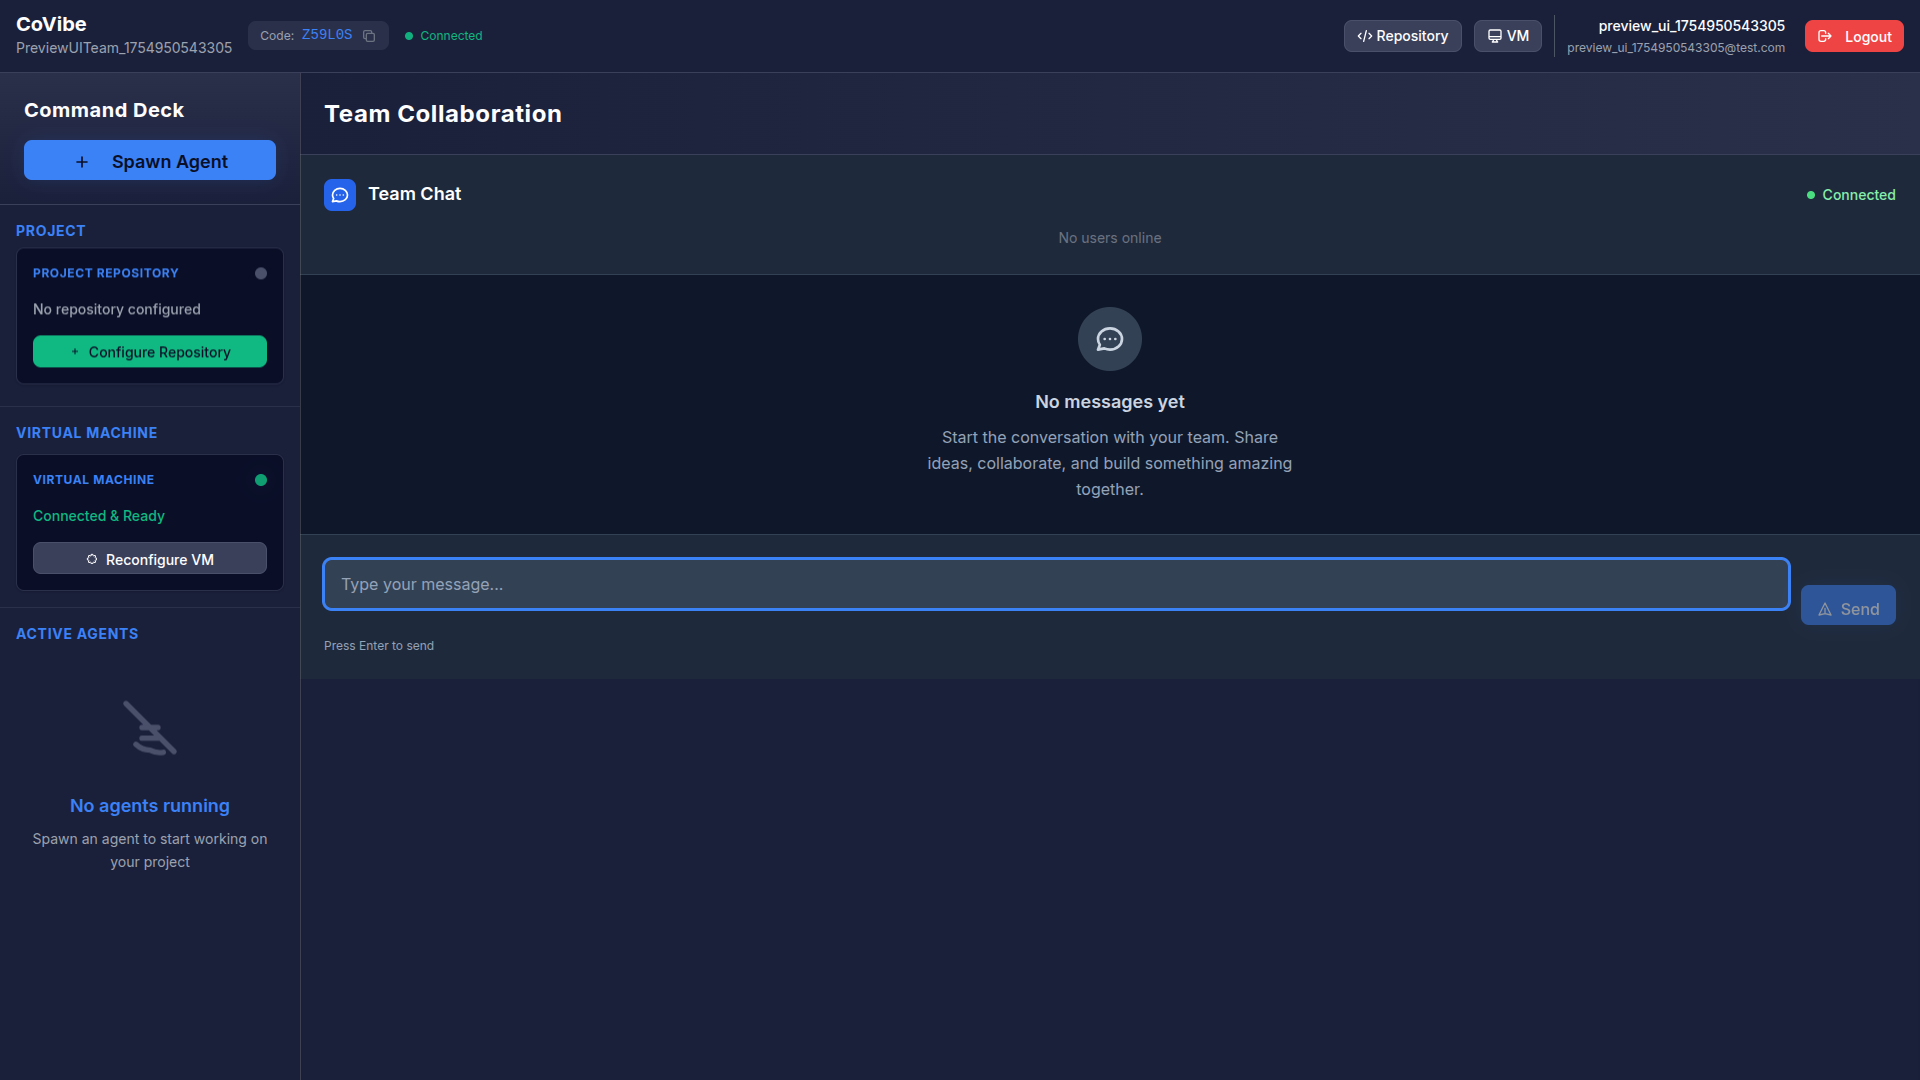 CoVibe
PreviewUITeam_1754950543305
Code: Z59L0S
Connected
Repository
VM
preview_ui_1754950543305
preview_ui_1754950543305@test.com
Logout
Command Deck
+ Spawn Agent
PROJECT
PROJECT REPOSITORY
No repository configured
+ Configure Repository
VIRTUAL MACHINE
VIRTUAL MACHINE
Connected & Ready
Reconfigure VM
ACTIVE AGENTS
No agents running
Spawn an agent to start working on
your project
Team Collaboration
Team Chat
Connected
No users online
No messages yet
Start the conversation with your team. Share
ideas, collaborate, and build something amazing
together.
Type your message...
Send
Press Enter to send